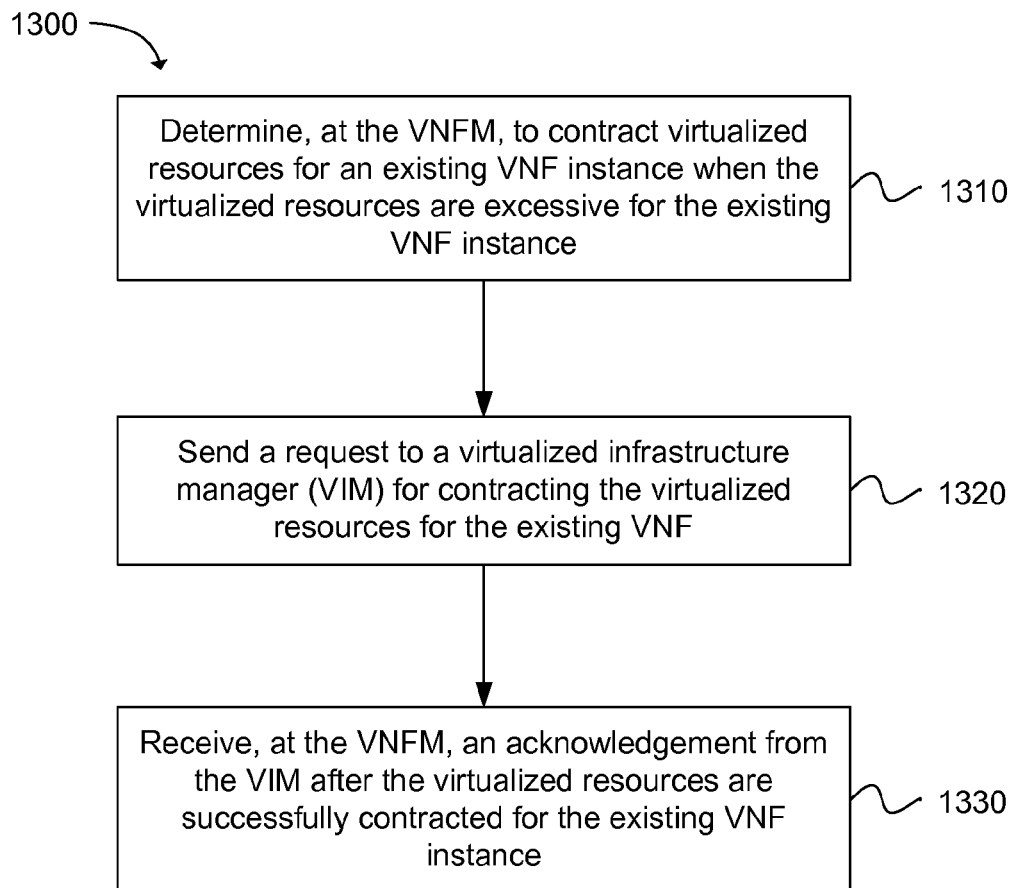 1300
Determine, at the VNFM, to contract virtualized
resources for an existing VNF instance when the
virtualized resources are excessive for the existing
VNF instance
1310
Send a request to a virtualized infrastructure
manager (VIM) for contracting the virtualized
resources for the existing VNF
1320
Receive, at the VNFM, an acknowledgement from
the VIM after the virtualized resources are
successfully contracted for the existing VNF
instance
1330